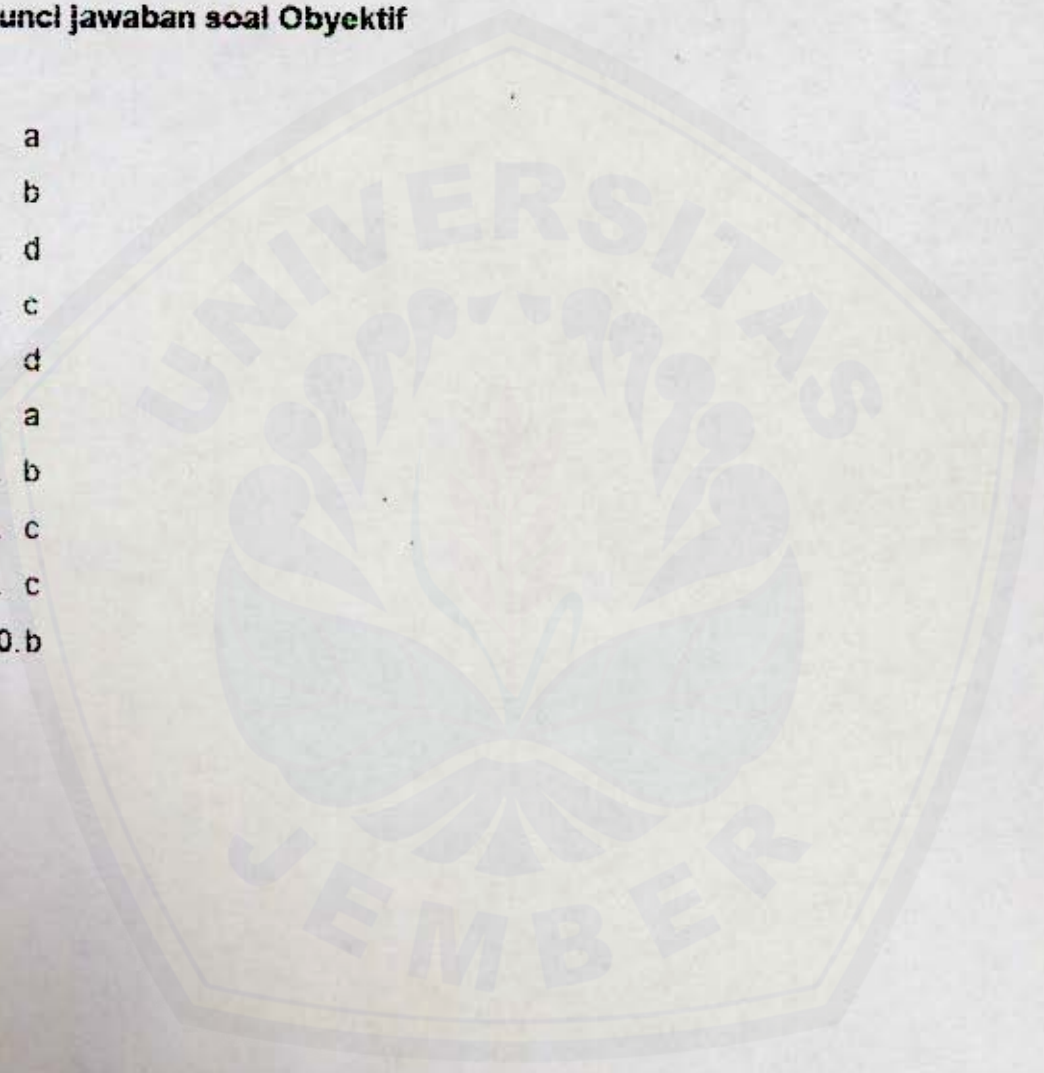 unci jawaban soal Obyektif
a
b
d
c
d
a
b
. c
. c
0. b
UNIVERSITAS
JEMBER